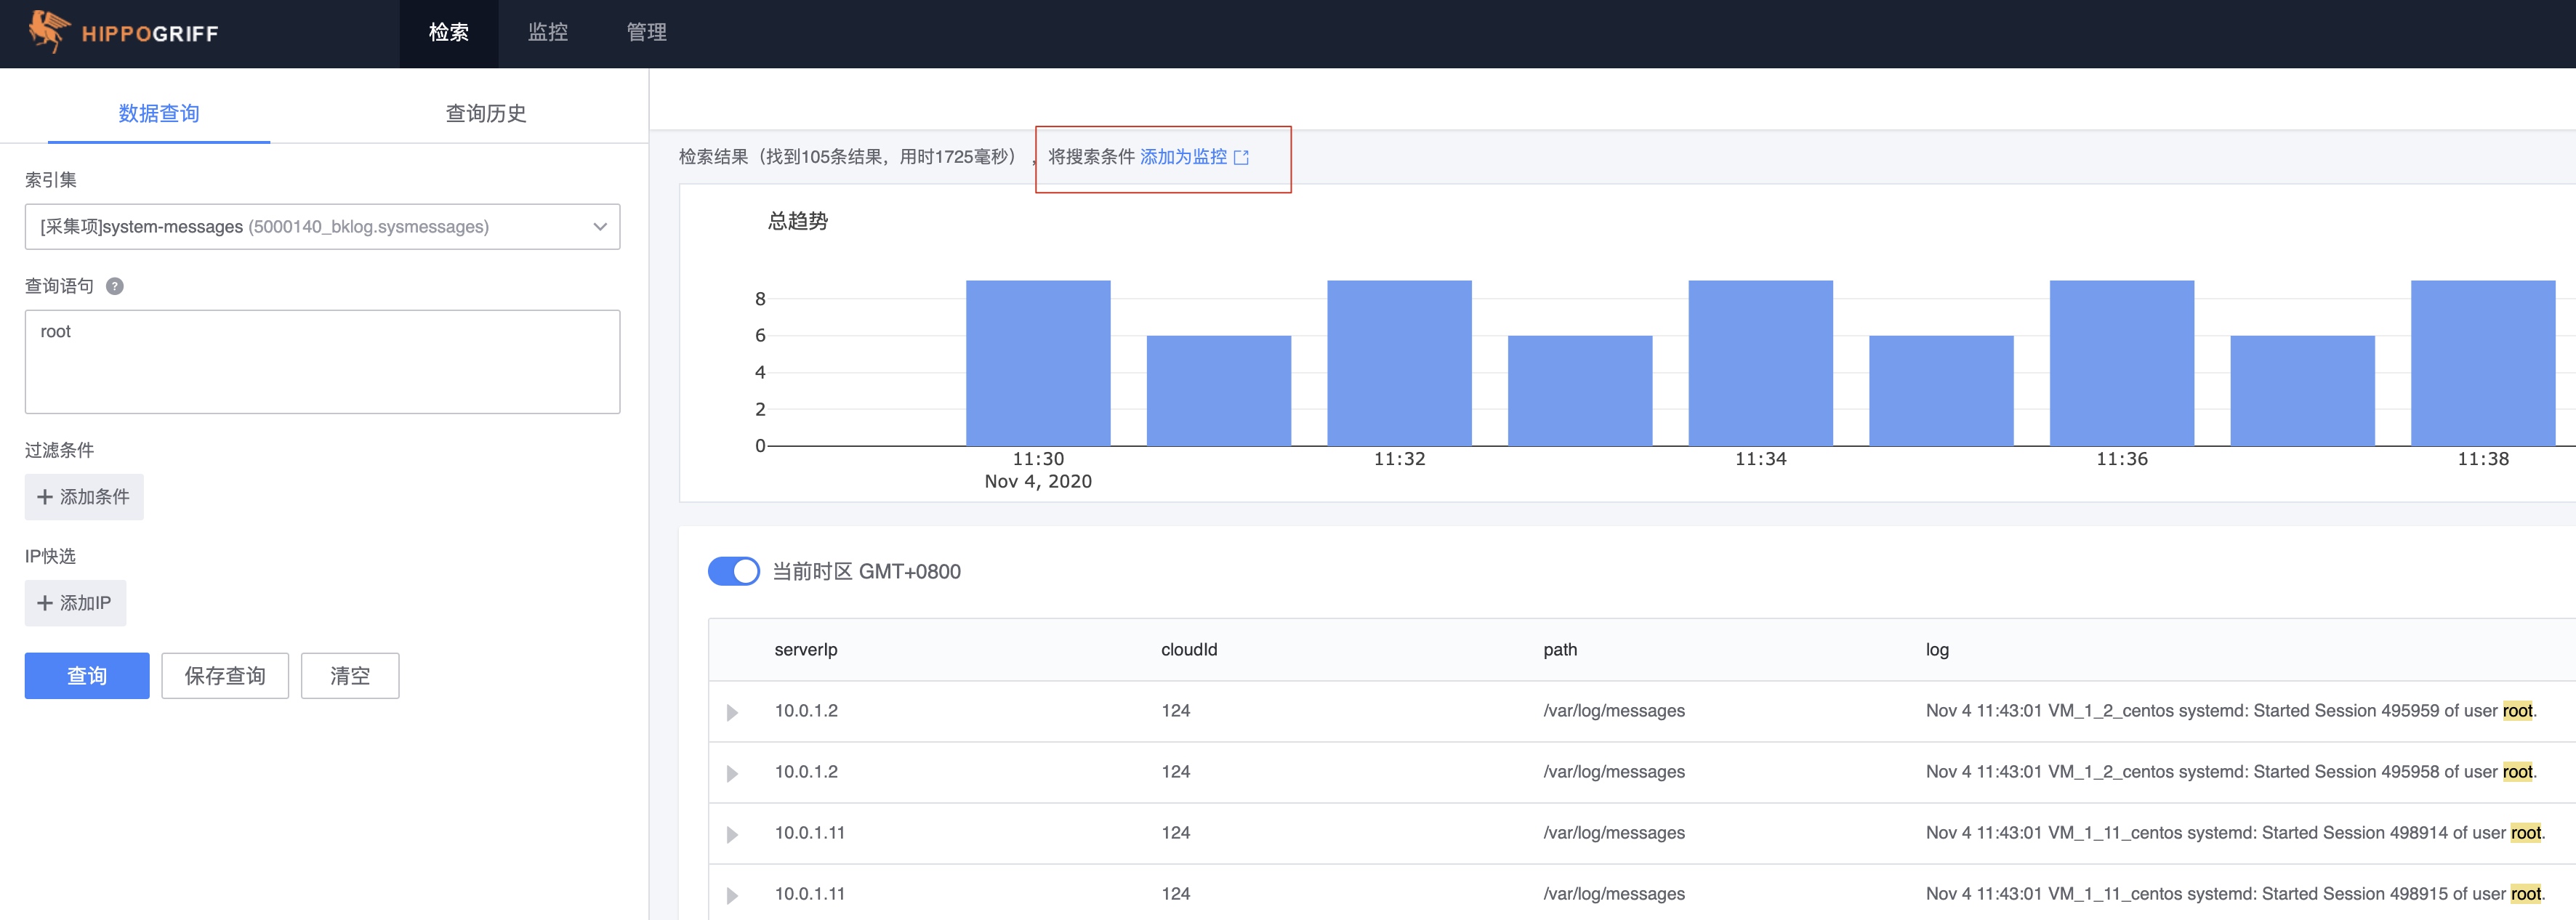 HIPPOGRIFF 检索 监控 管理
数据查询 查询历史
索引集
[采集项]system-messages (5000140_bklog.sysmessages)
查询语句 ?
root
过滤条件
+ 添加条件
IP快选
+ 添加IP
查询 保存查询 清空
检索结果（找到105条结果，用时1725毫秒），将搜索条件 添加为监控
总趋势
8
6
4
2
0
11:30 11:32 11:34 11:36 11:38
Nov 4, 2020
当前时区 GMT+0800
serverIp cloudId path log
10.0.1.2 124 /var/log/messages Nov 4 11:43:01 VM_1_2_centos systemd: Started Session 495959 of user root.
10.0.1.2 124 /var/log/messages Nov 4 11:43:01 VM_1_2_centos systemd: Started Session 495958 of user root.
10.0.1.11 124 /var/log/messages Nov 4 11:43:01 VM_1_11_centos systemd: Started Session 498914 of user root.
10.0.1.11 124 /var/log/messages Nov 4 11:43:01 VM_1_11_centos systemd: Started Session 498915 of user root.